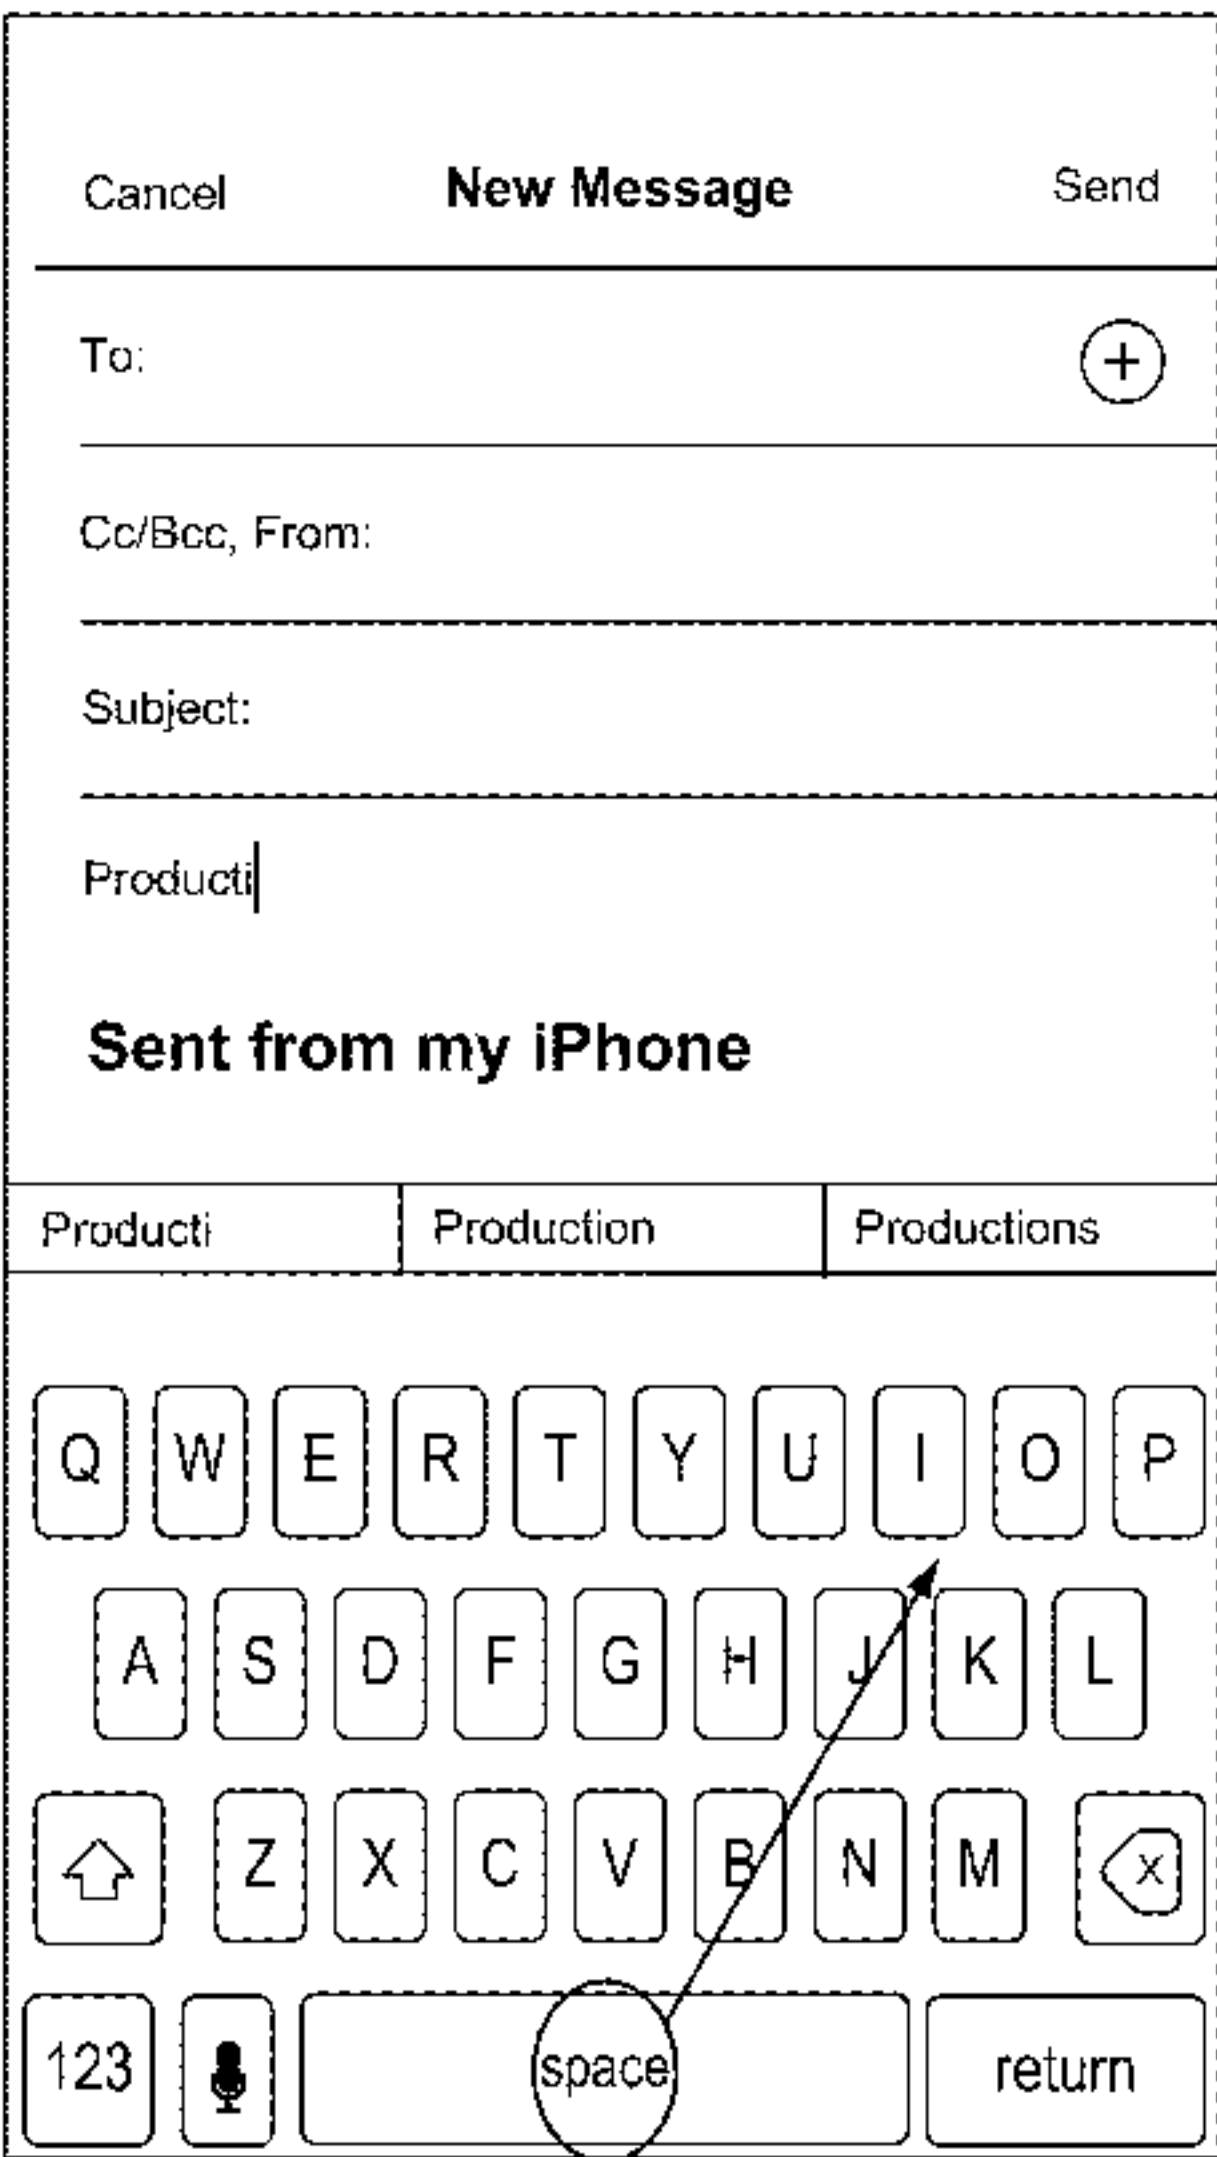 Cancel New Message Send
To: +
Cc/Bcc, From:
Subject:
Producti
Sent from my iPhone
Producti Production Productions
Q W E R T Y U I O P
A S D F G H J K L
Z X C V B N M X
123 space return